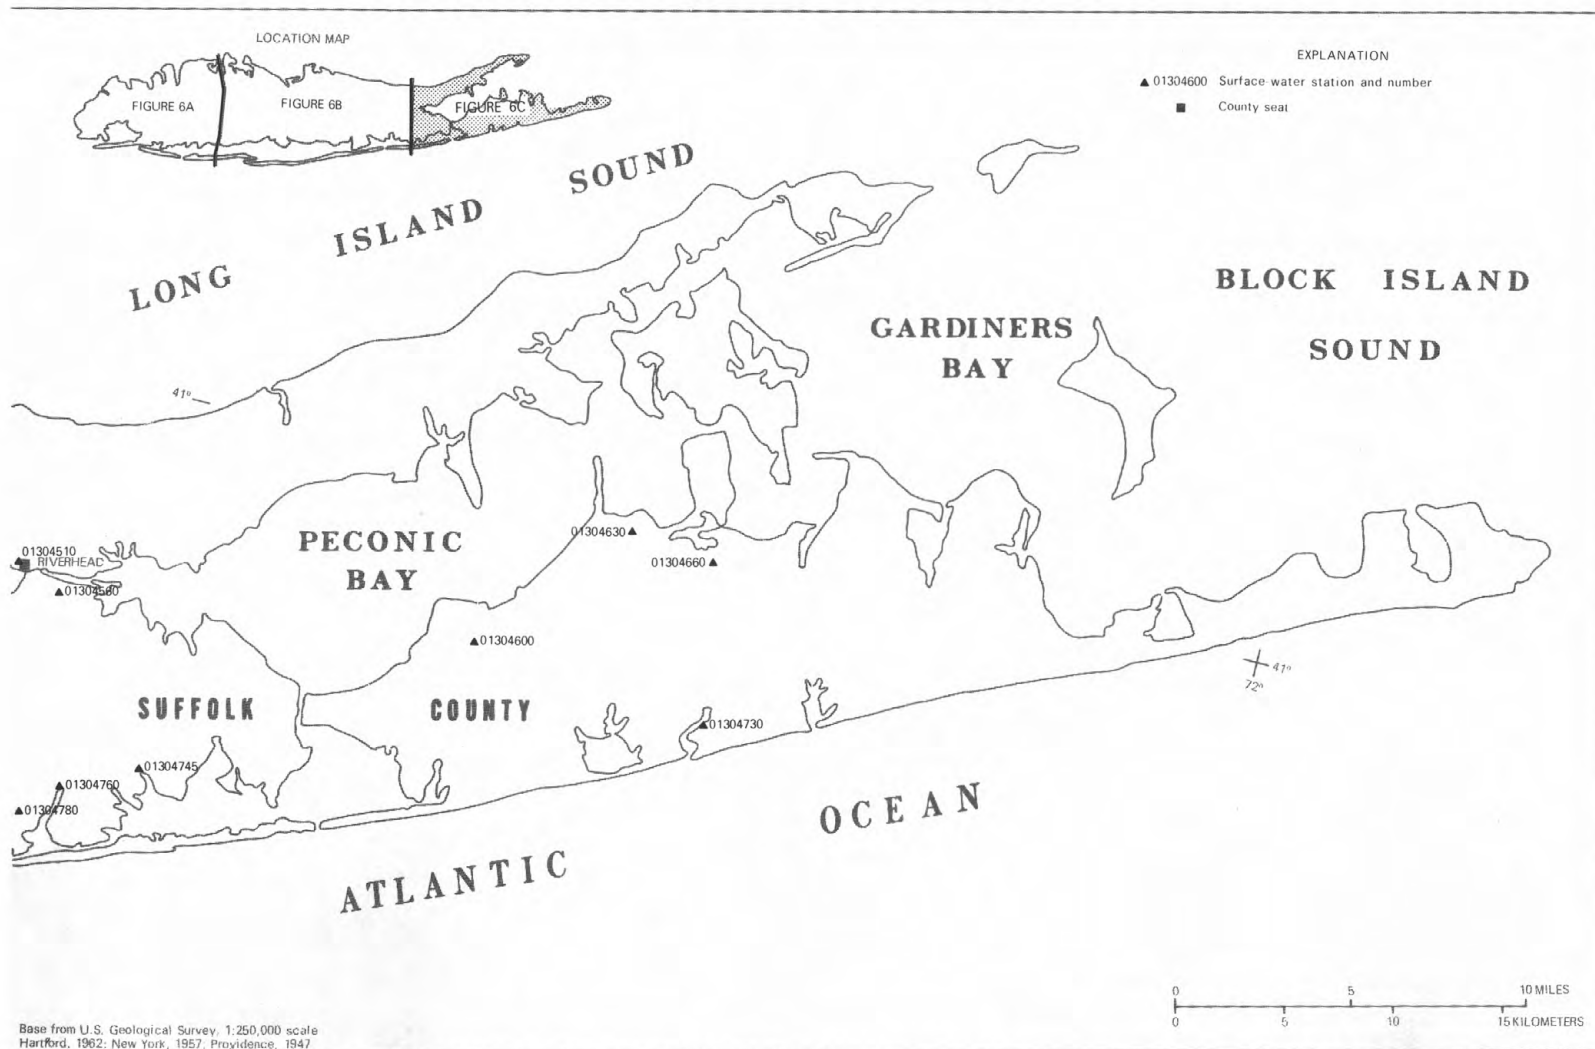 LOCATION MAP
FIGURE 6A
FIGURE 6B
FIGURE 6C
EXPLANATION
01304600 Surface-water station and number
County seat
LONG ISLAND SOUND
BLOCK ISLAND
SOUND
GARDINERS
BAY
41°
PECONIC
BAY
01304510
RIVERHEAD
01304560
01304630
01304660
01304600
SUFFOLK COUNTY
01304730
01304745
01304760
01304780
41°
72°
ATLANTIC OCEAN
0 5 10 MILES
0 5 10 15 KILOMETERS
Base from U.S. Geological Survey, 1:250,000 scale
Hartford, 1962; New York, 1957; Providence, 1947